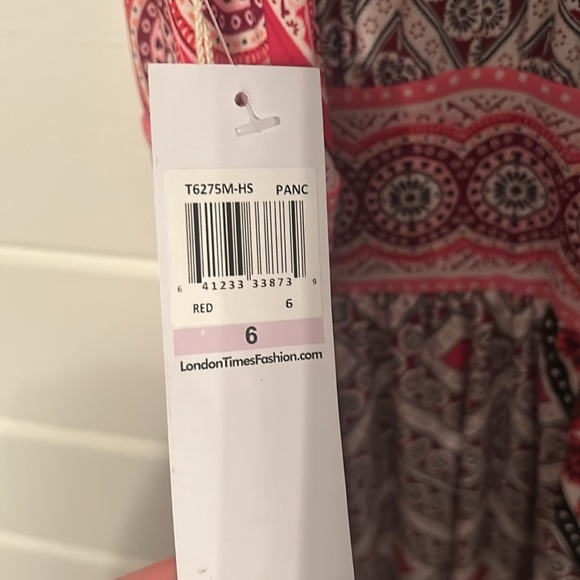 T6275M-HS PANC
6 41233 33873 9
RED 6
6
LondonTimesFashion.com